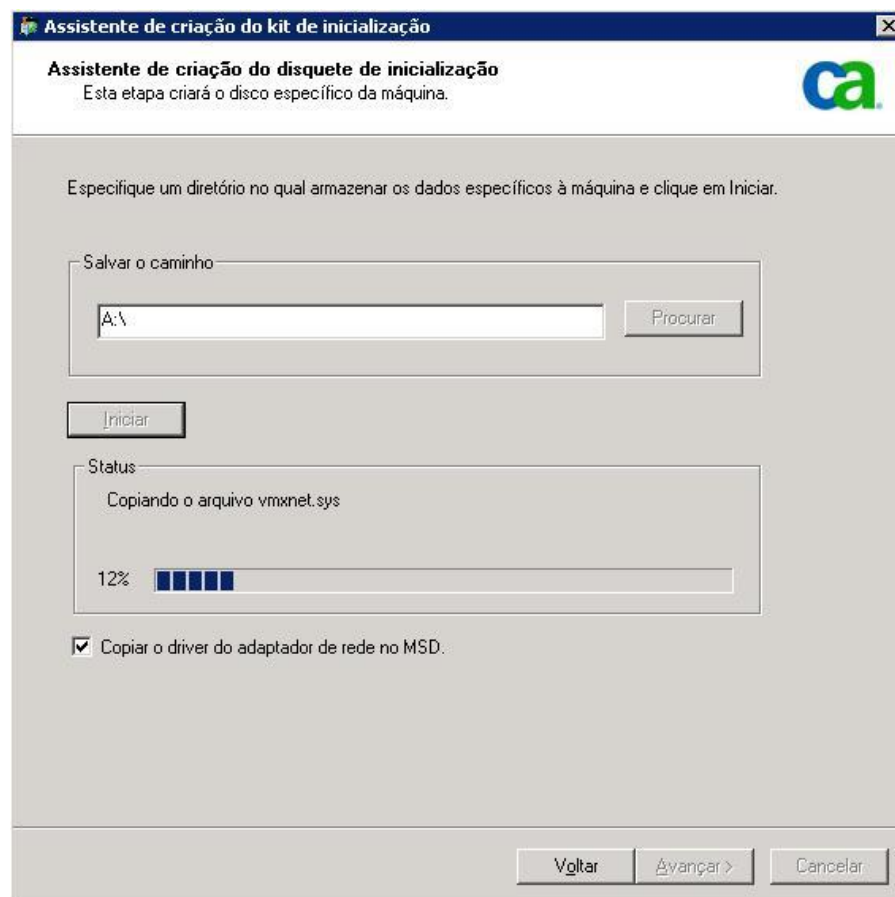 Assistente de criação do kit de inicialização
Assistente de criação do disquete de inicialização
Esta etapa criará o disco específico da máquina.
ca.
Especifique um diretório no qual armazenar os dados específicos à máquina e clique em Iniciar.
Salvar o caminho
A:\
Procurar
Iniciar
Status
Copiando o arquivo vmxnet.sys
12%
Copiar o driver do adaptador de rede no MSD.
Voltar Avançar > Cancelar